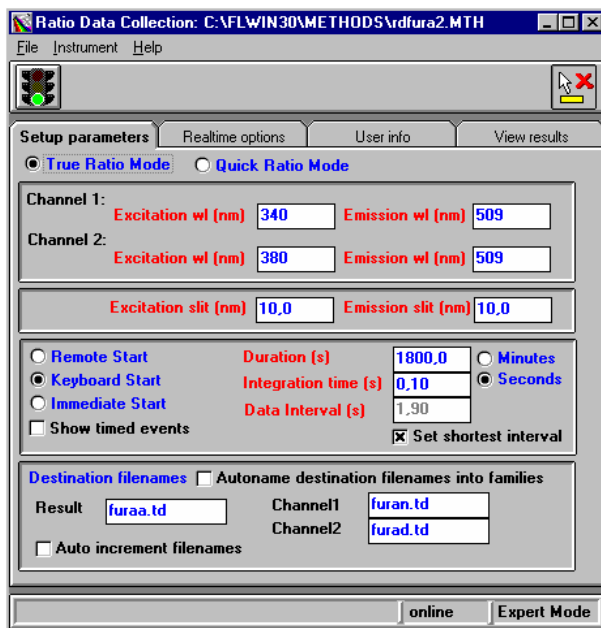 Ratio Data Collection: C:\FLWIN30\METHODS\rdfura2.MTH
File Instrument Help
Setup parameters Realtime options User info View results
True Ratio Mode Quick Ratio Mode
Channel 1:
Excitation wl (nm) 340 Emission wl (nm) 509
Channel 2:
Excitation wl (nm) 380 Emission wl (nm) 509
Excitation slit (nm) 10,0 Emission slit (nm) 10,0
Remote Start Duration (s) 1800,0 Minutes
Keyboard Start Integration time (s) 0,10 Seconds
Immediate Start Data Interval (s) 1,90
Show timed events Set shortest interval
Destination filenames Autoname destination filenames into families
Result furaa.td Channel1 furan.td
Channel2 furad.td
Auto increment filenames
online Expert Mode